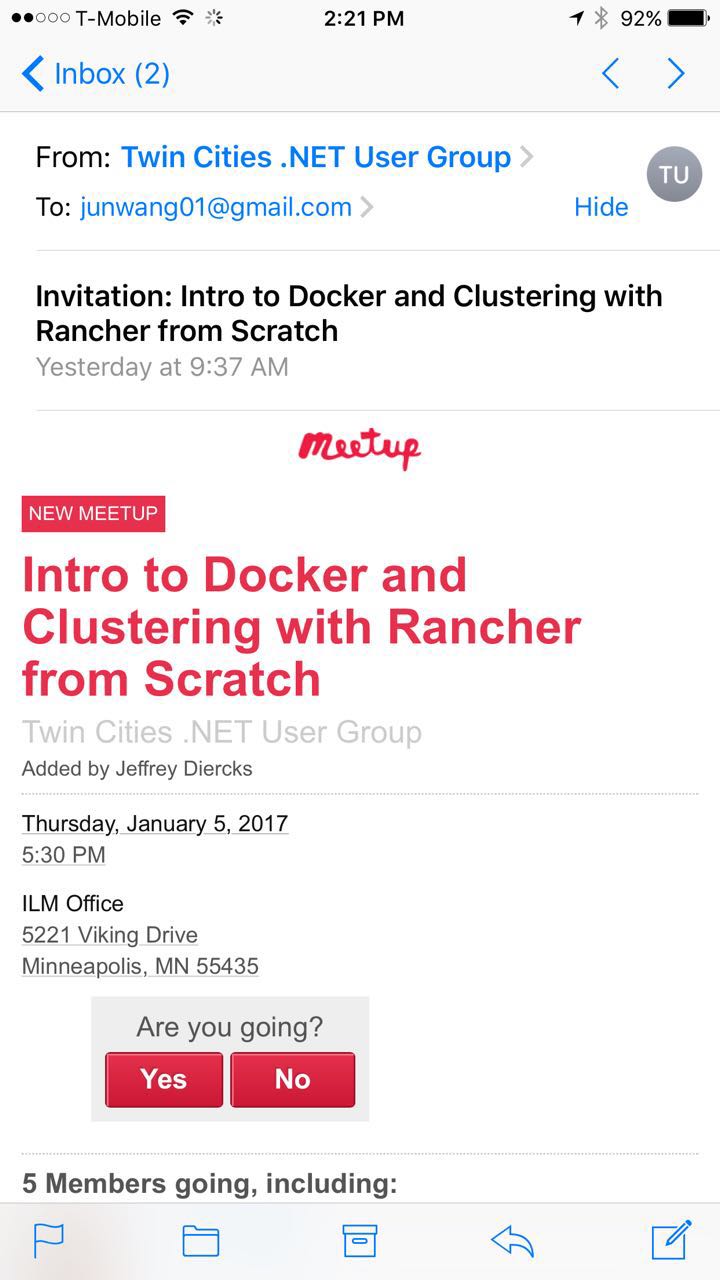 T-Mobile 2:21 PM 92%
Inbox (2)
From: Twin Cities .NET User Group
TU
To: junwang01@gmail.com Hide
Invitation: Intro to Docker and Clustering with
Rancher from Scratch
Yesterday at 9:37 AM
meetup
NEW MEETUP
Intro to Docker and
Clustering with Rancher
from Scratch
Twin Cities .NET User Group
Added by Jeffrey Diercks
Thursday, January 5, 2017
5:30 PM
ILM Office
5221 Viking Drive
Minneapolis, MN 55435
Are you going?
Yes No
5 Members going, including: